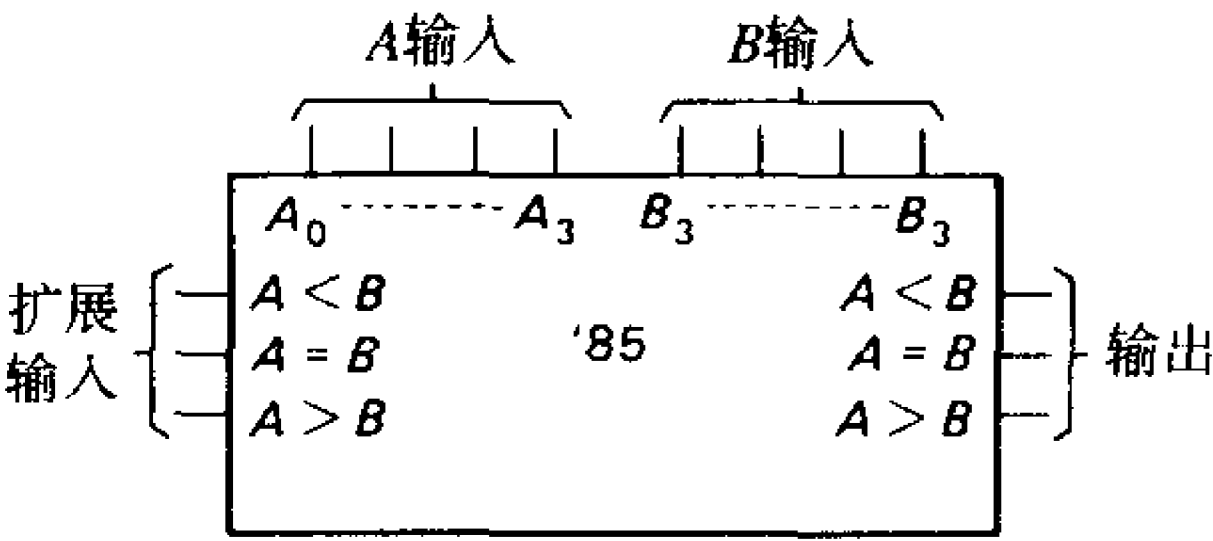 A输入 B输入
A0 A3 B3 B3
扩展
输入
A < B
A = B
A > B
'85
A < B
A = B
A > B
输出